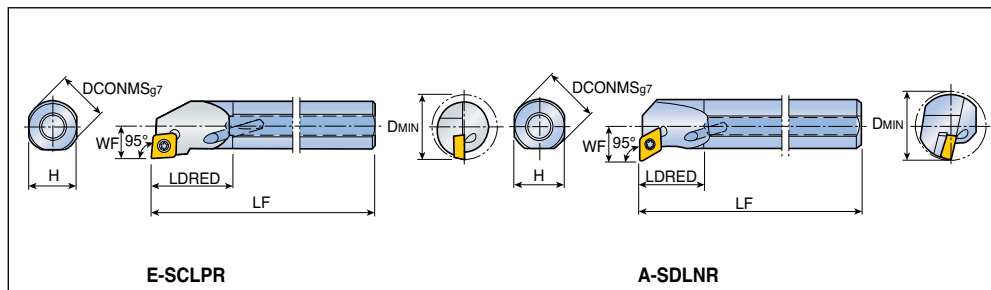 DCONMSg7
WF
95°
H
LDRED
LF
DMIN
E-SCLPR
DCONMSg7
WF
95°
H
LDRED
LF
DMIN
A-SDLNR